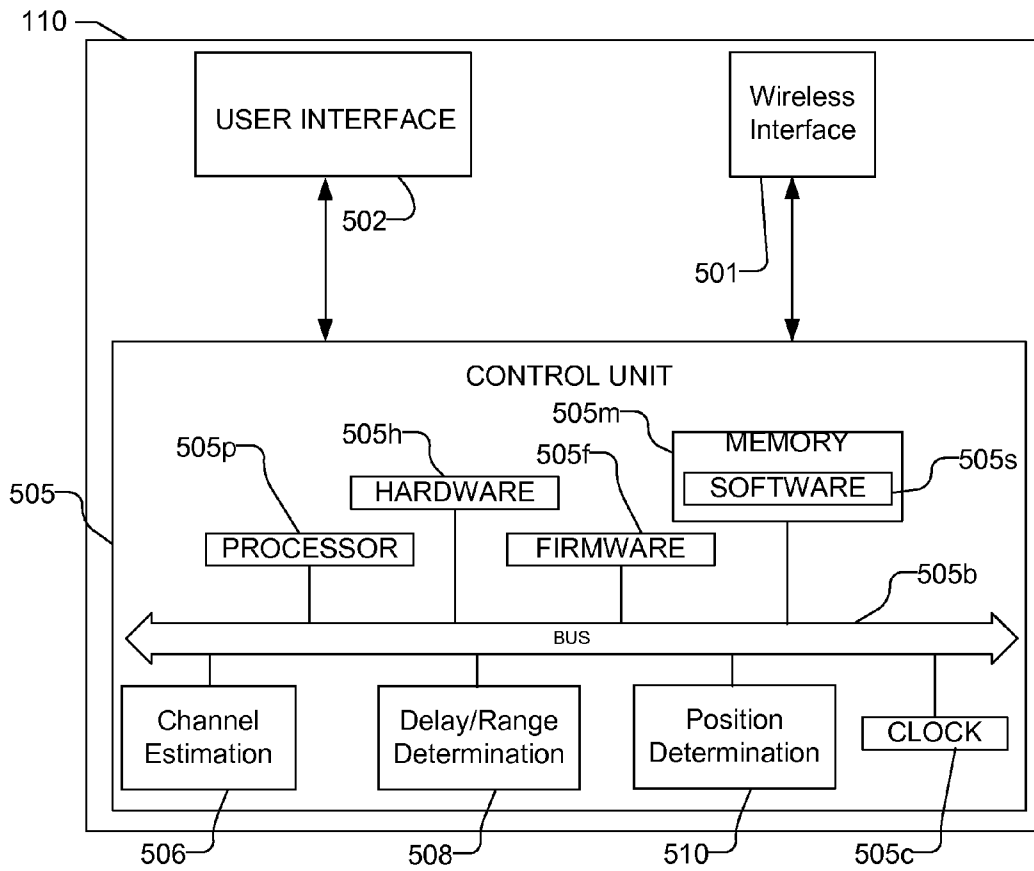 110
USER INTERFACE
Wireless
Interface
502
501
CONTROL UNIT
505m
505h
505p
505f
MEMORY
505s
505
HARDWARE
SOFTWARE
PROCESSOR
FIRMWARE
505b
BUS
Channel
Estimation
Delay/Range
Determination
Position
Determination
CLOCK
506
508
510
505c